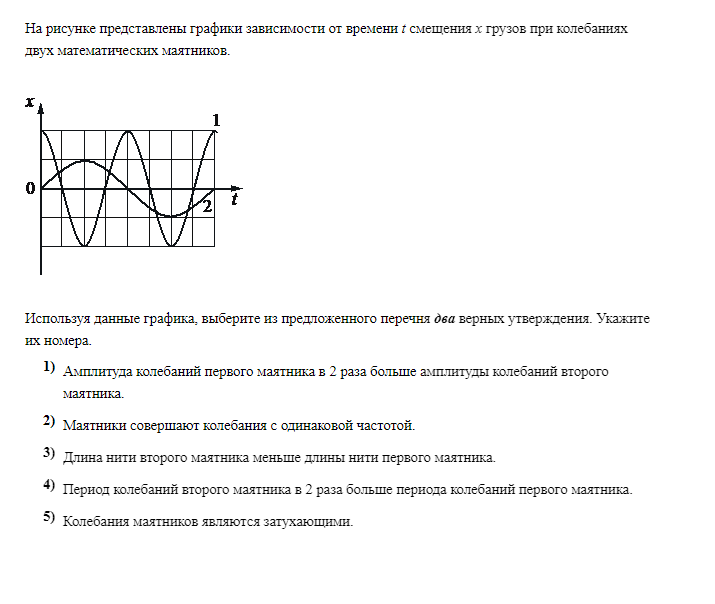 На рисунке представлены графики зависимости от времени t смещения x грузов при колебаниях
двух математических маятников.
x
1
0
2
t
Используя данные графика, выберите из предложенного перечня два верных утверждения. Укажите
их номера.
1) Амплитуда колебаний первого маятника в 2 раза больше амплитуды колебаний второго
маятника.
2) Маятники совершают колебания с одинаковой частотой.
3) Длина нити второго маятника меньше длины нити первого маятника.
4) Период колебаний второго маятника в 2 раза больше периода колебаний первого маятника.
5) Колебания маятников являются затухающими.